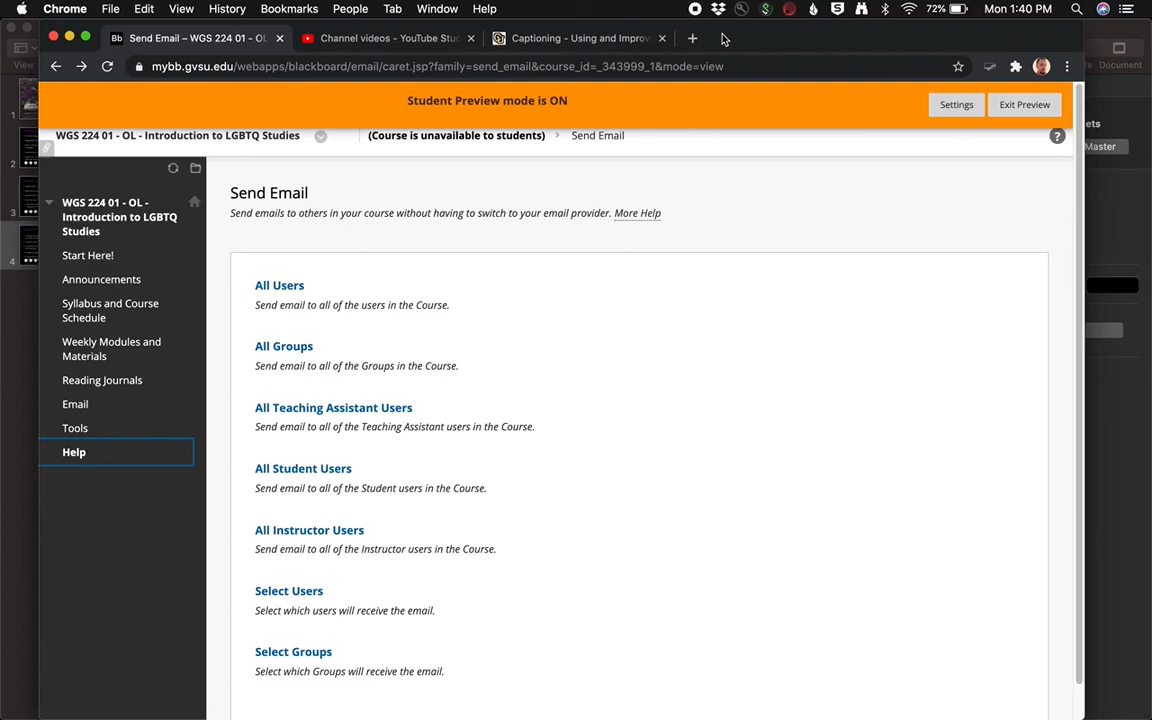 Chrome File Edit View History Bookmarks People Tab Window Help 72% Mon 1:40 PM
Send Email – WGS 224 01 - OL Channel videos - YouTube Stu Captioning - Using and Improv
mybb.gvsu.edu/webapps/blackboard/email/caret.jsp?family=send_email&course_id=_343999_1&mode=view
View Document
Student Preview mode is ON
Settings Exit Preview
WGS 224 01 - OL - Introduction to LGBTQ Studies (Course is unavailable to students) > Send Email ?
Master
1
2
3
4
WGS 224 01 - OL -
Introduction to LGBTQ
Studies
Start Here!
Announcements
Syllabus and Course
Schedule
Weekly Modules and
Materials
Reading Journals
Email
Tools
Help
Send Email
Send emails to others in your course without having to switch to your email provider. More Help
All Users
Send email to all of the users in the Course.
All Groups
Send email to all of the Groups in the Course.
All Teaching Assistant Users
Send email to all of the Teaching Assistant users in the Course.
All Student Users
Send email to all of the Student users in the Course.
All Instructor Users
Send email to all of the Instructor users in the Course.
Select Users
Select which users will receive the email.
Select Groups
Select which Groups will receive the email.